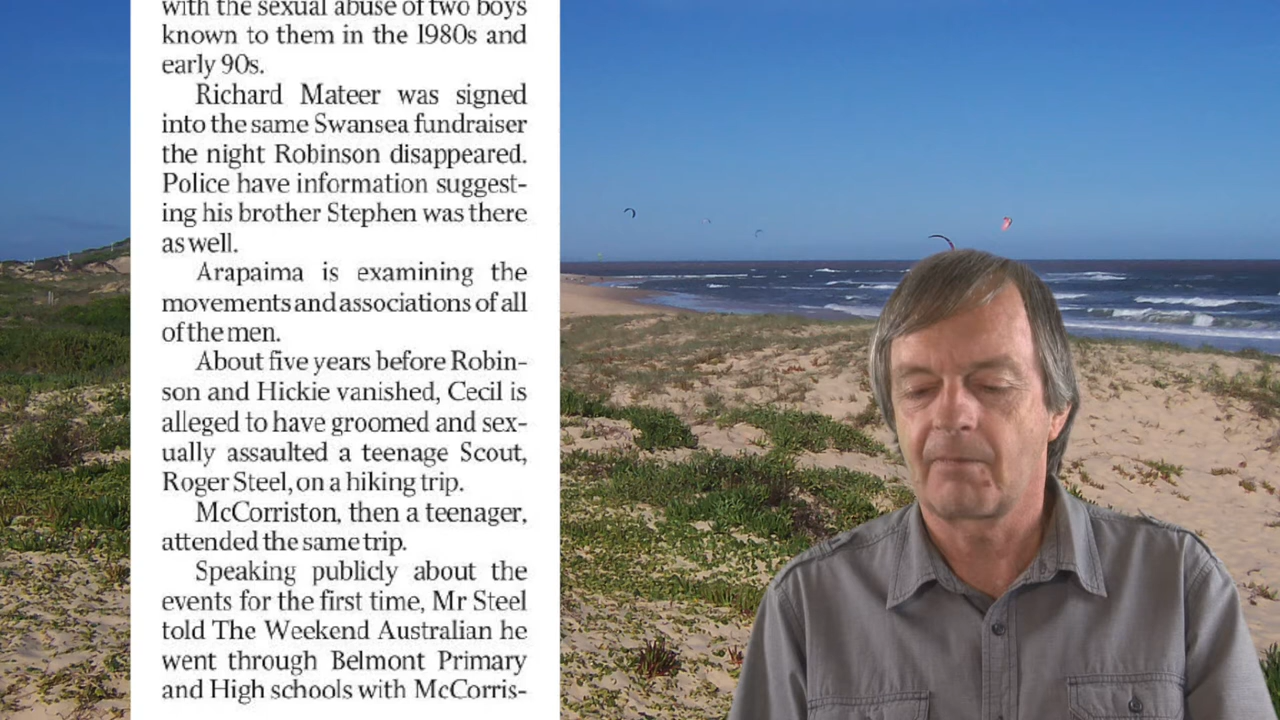 with the sexual abuse of two boys
known to them in the 1980s and
early 90s.
Richard Mateer was signed
into the same Swansea fundraiser
the night Robinson disappeared.
Police have information suggest-
ing his brother Stephen was there
as well.
Arapaima is examining the
movements and associations of all
of the men.
About five years before Robin-
son and Hickie vanished, Cecil is
alleged to have groomed and sex-
ually assaulted a teenage Scout,
Roger Steel, on a hiking trip.
McCorriston, then a teenager,
attended the same trip.
Speaking publicly about the
events for the first time, Mr Steel
told The Weekend Australian he
went through Belmont Primary
and High schools with McCorris-